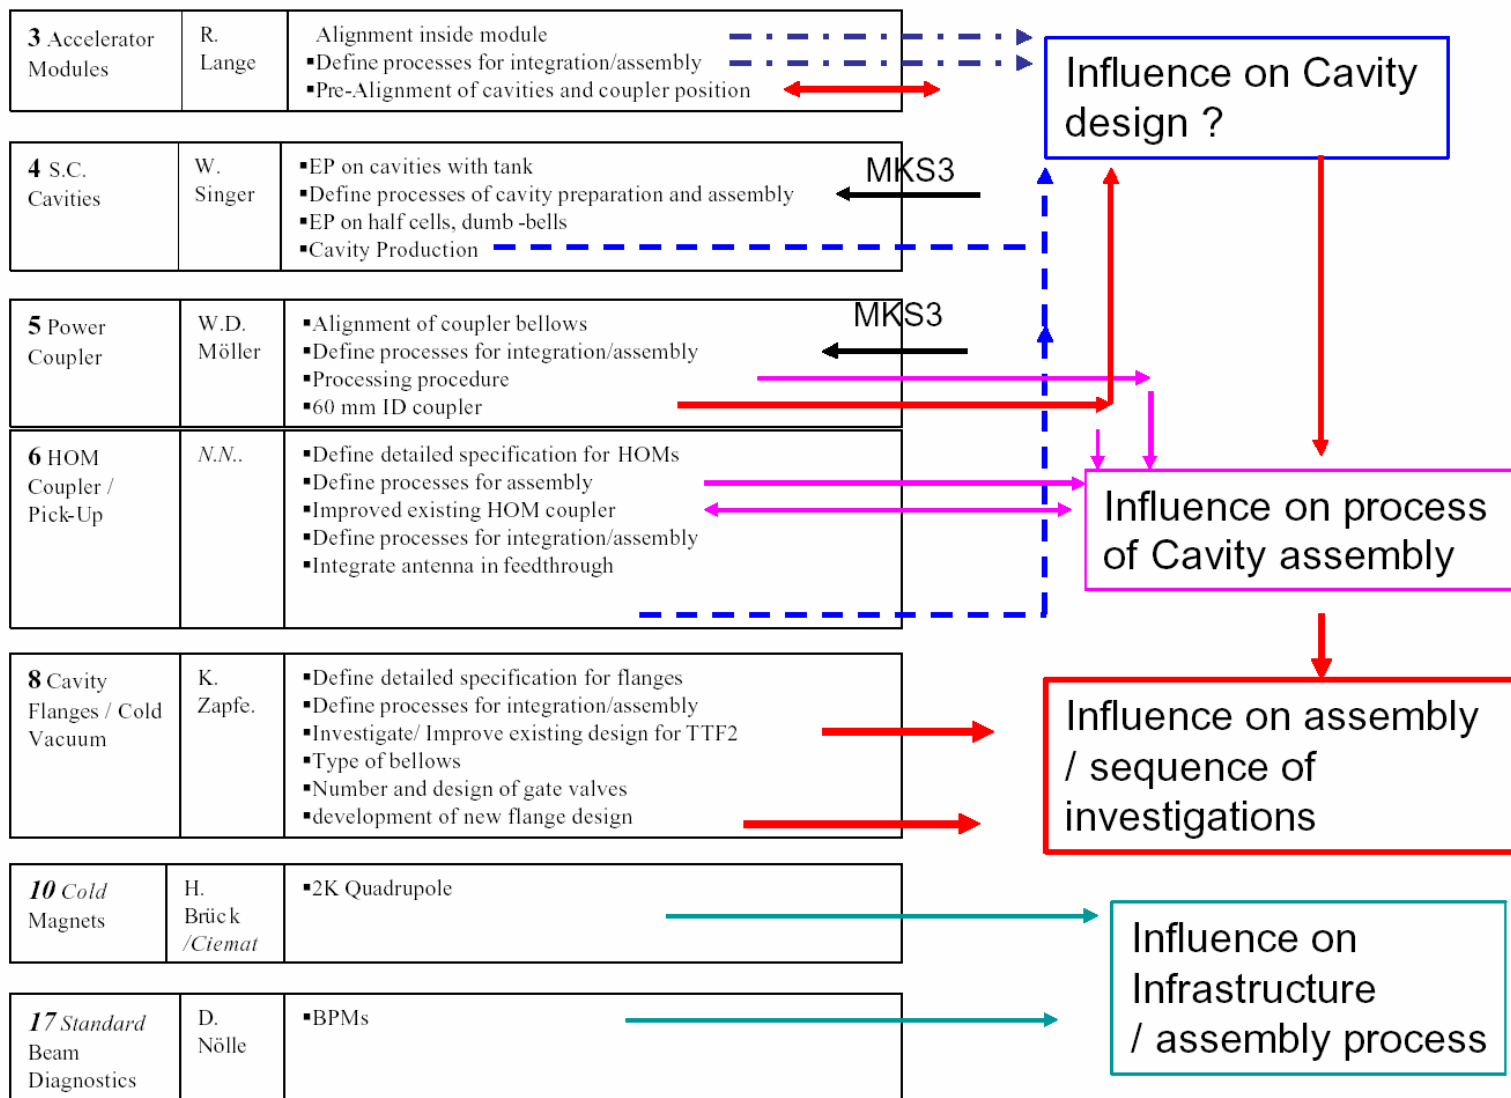 3 Accelerator
Modules
R.
Lange
Alignment inside module
▪Define processes for integration/assembly
▪Pre-Alignment of cavities and coupler position
Influence on Cavity
design ?
4 S.C.
Cavities
W.
Singer
▪EP on cavities with tank
▪Define processes of cavity preparation and assembly
▪EP on half cells, dumb -bells
▪Cavity Production
MKS3
5 Power
Coupler
W.D.
Möller
▪Alignment of coupler bellows
▪Define processes for integration/assembly
▪Processing procedure
▪60 mm ID coupler
MKS3
6 HOM
Coupler /
Pick-Up
N.N..
▪Define detailed specification for HOMs
▪Define processes for assembly
▪Improved existing HOM coupler
▪Define processes for integration/assembly
▪Integrate antenna in feedthrough
Influence on process
of Cavity assembly
8 Cavity
Flanges / Cold
Vacuum
K.
Zapfe.
▪Define detailed specification for flanges
▪Define processes for integration/assembly
▪Investigate/ Improve existing design for TTF2
▪Type of bellows
▪Number and design of gate valves
▪development of new flange design
Influence on assembly
/ sequence of
investigations
10 Cold
Magnets
H.
Brück
/Ciemat
▪2K Quadrupole
Influence on
Infrastructure
/ assembly process
17 Standard
Beam
Diagnostics
D.
Nölle
▪BPMs